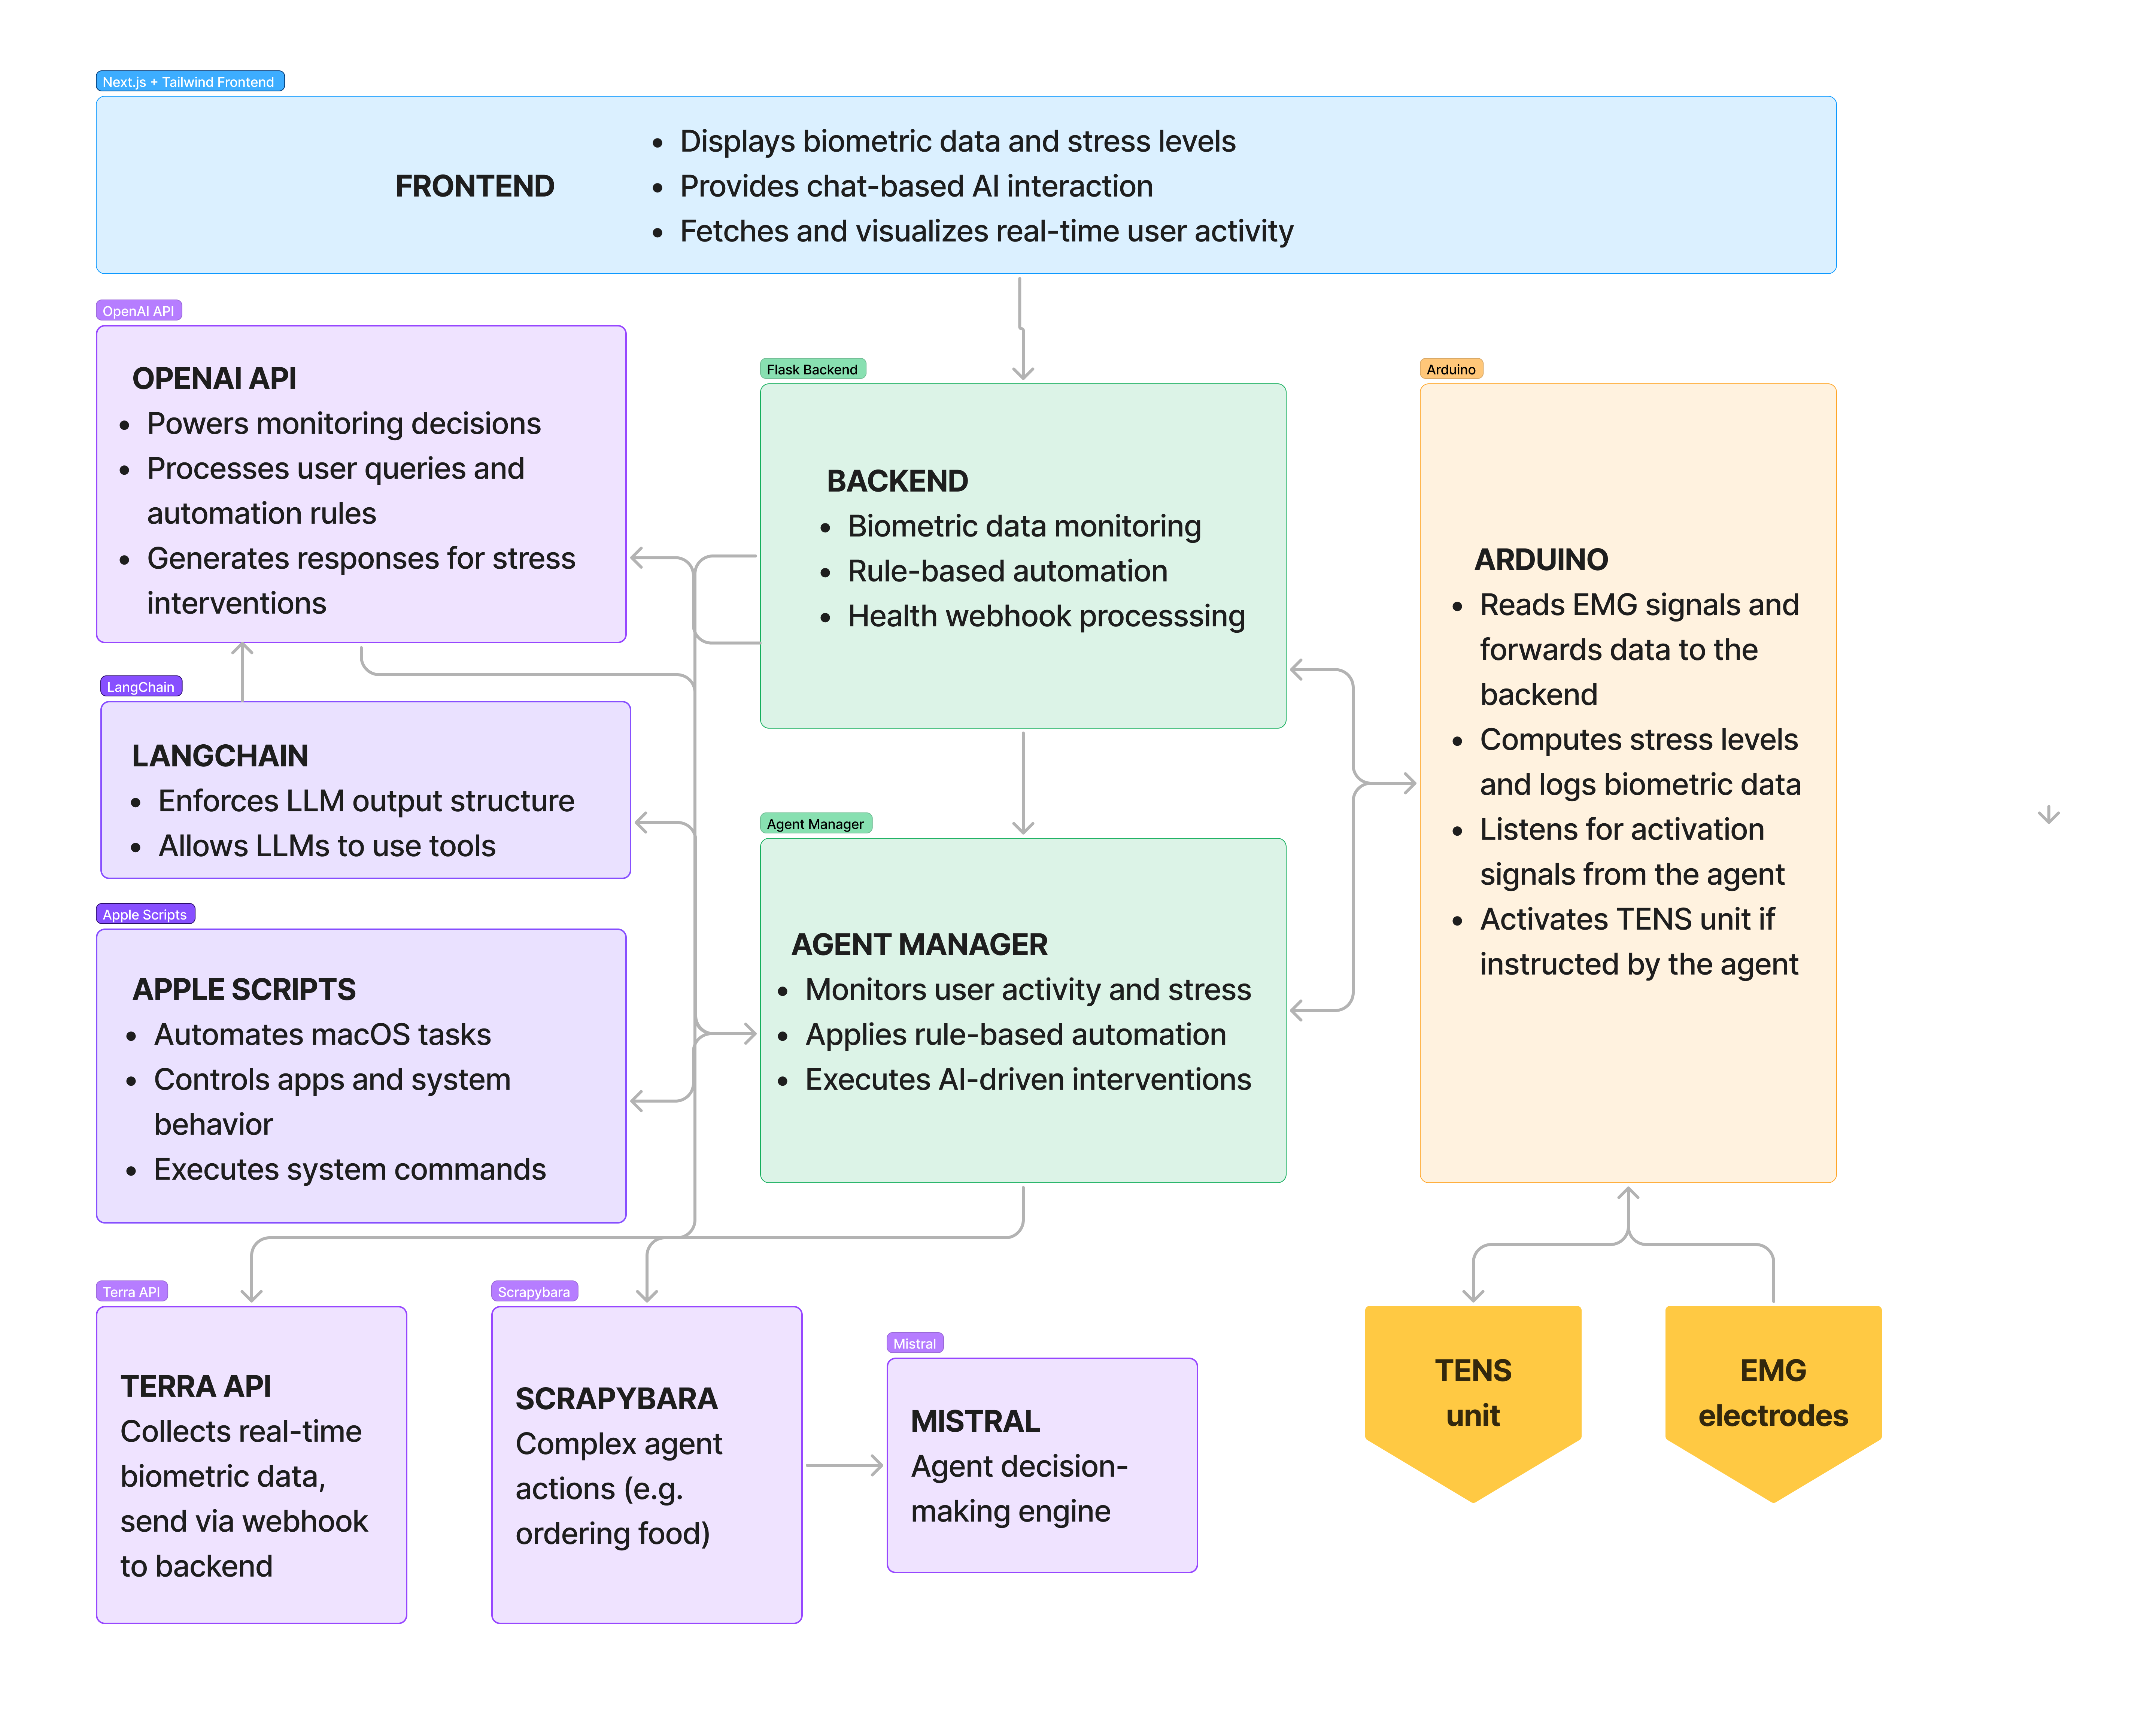 Next.js + Tailwind Frontend
FRONTEND
Displays biometric data and stress levels
Provides chat-based AI interaction
Fetches and visualizes real-time user activity
OpenAI API
OPENAI API
Powers monitoring decisions
Processes user queries and
automation rules
Generates responses for stress
interventions
Flask Backend
BACKEND
Biometric data monitoring
Rule-based automation
Health webhook processsing
Arduino
ARDUINO
Reads EMG signals and
forwards data to the
backend
Computes stress levels
and logs biometric data
Listens for activation
signals from the agent
Activates TENS unit if
instructed by the agent
LangChain
LANGCHAIN
Enforces LLM output structure
Allows LLMs to use tools
Agent Manager
AGENT MANAGER
Monitors user activity and stress
Applies rule-based automation
Executes AI-driven interventions
Apple Scripts
APPLE SCRIPTS
Automates macOS tasks
Controls apps and system
behavior
Executes system commands
Terra API
TERRA API
Collects real-time
biometric data,
send via webhook
to backend
Scrapybara
SCRAPYBARA
Complex agent
actions (e.g.
ordering food)
Mistral
MISTRAL
Agent decision-
making engine
TENS
unit
EMG
electrodes